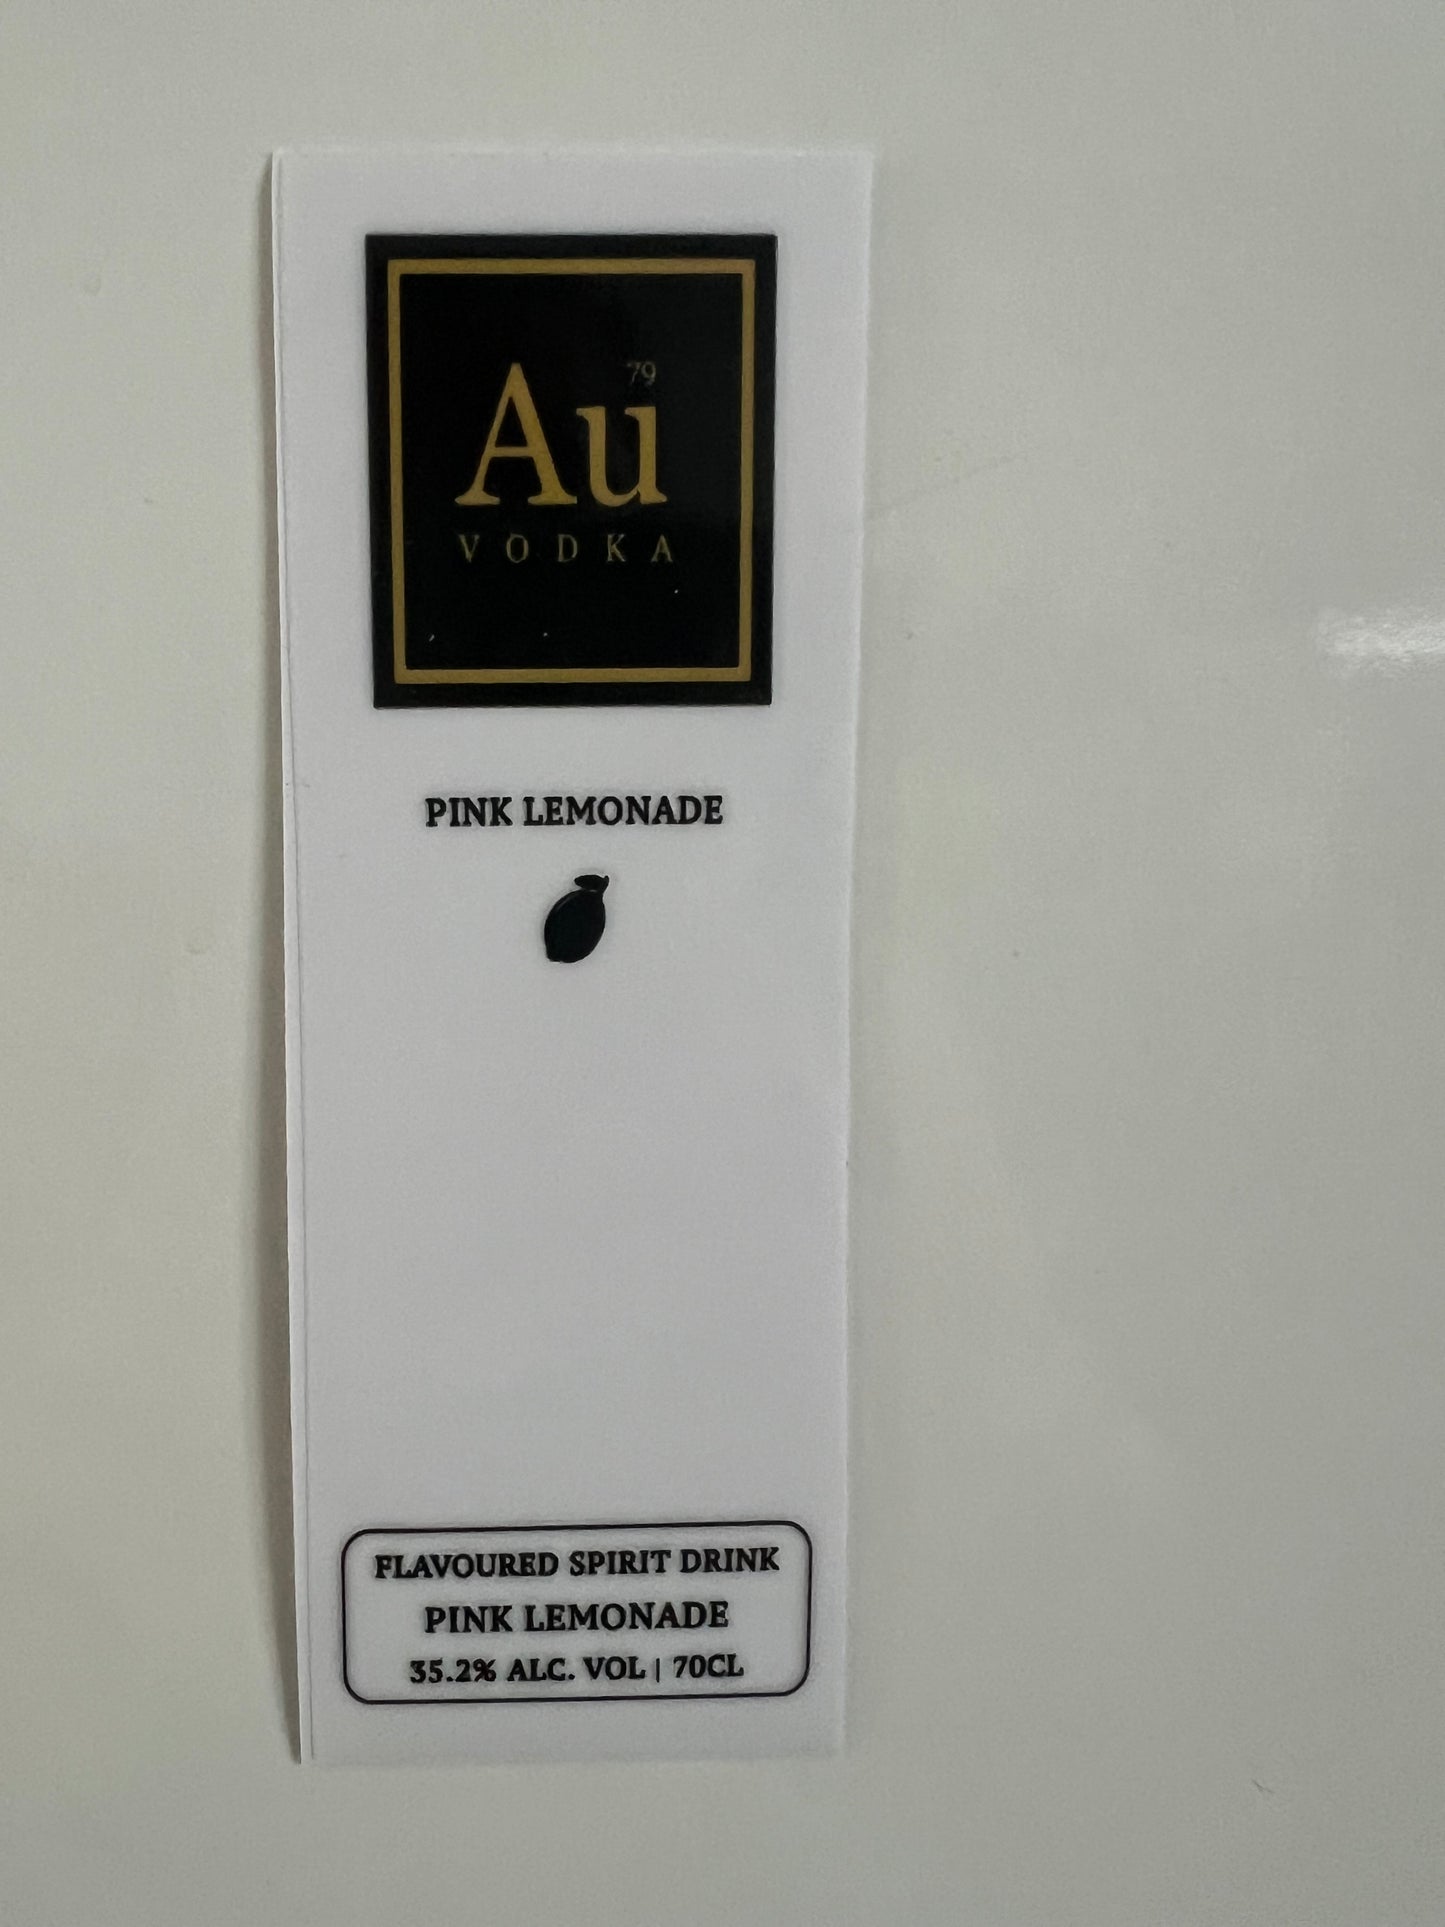 79
Au
VODKA
PINK LEMONADE
FLAVOURED SPIRIT DRINK
PINK LEMONADE
35.2% ALC. VOL | 70CL